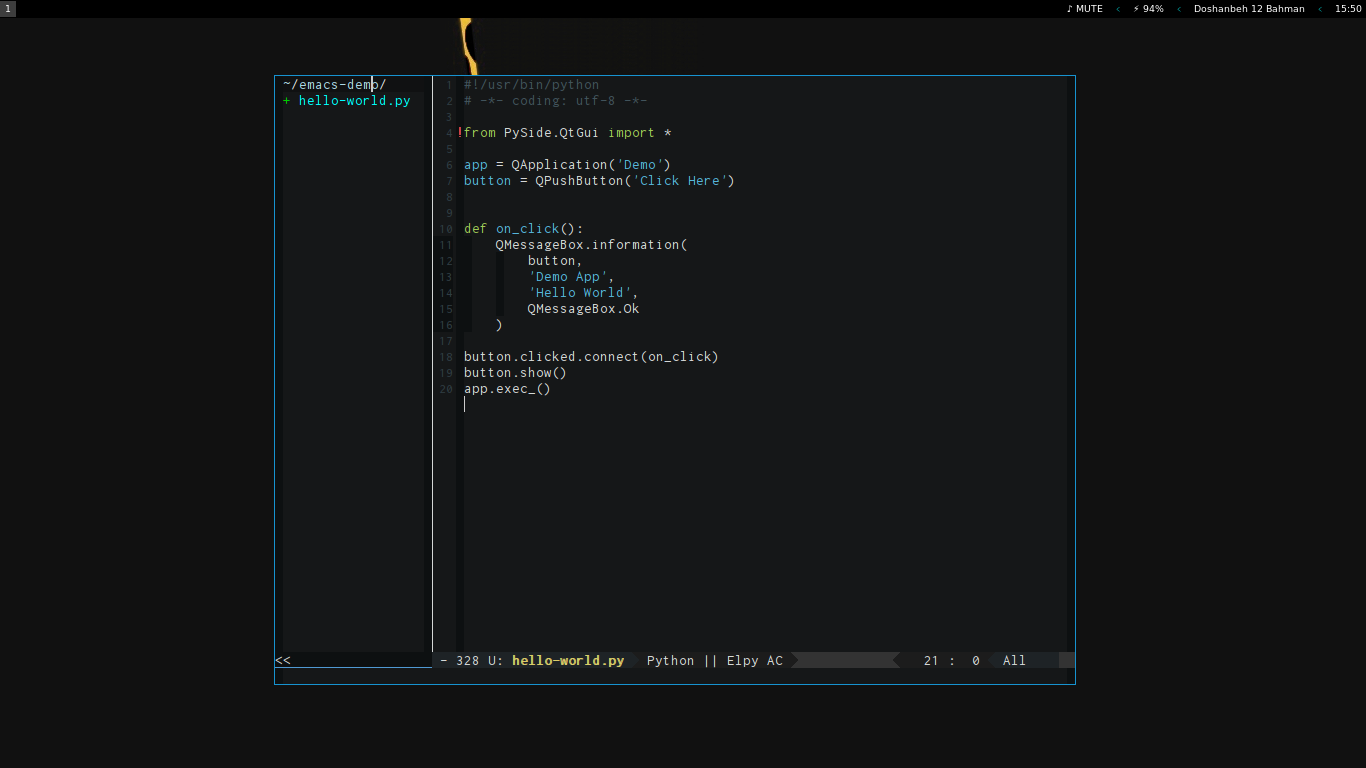 1 ♪ MUTE ‹ ⚡ 94% ‹ Doshanbeh 12 Bahman ‹ 15:50
~/emacs-demo/
+ hello-world.py
1 #!/usr/bin/python
2 # -*- coding: utf-8 -*-
3
4 !from PySide.QtGui import *
5
6 app = QApplication('Demo')
7 button = QPushButton('Click Here')
8
9
10 def on_click():
11     QMessageBox.information(
12         button,
13         'Demo App',
14         'Hello World',
15         QMessageBox.Ok
16     )
17
18 button.clicked.connect(on_click)
19 button.show()
20 app.exec_()
<< - 328 U: hello-world.py Python || Elpy AC 21 : 0 All